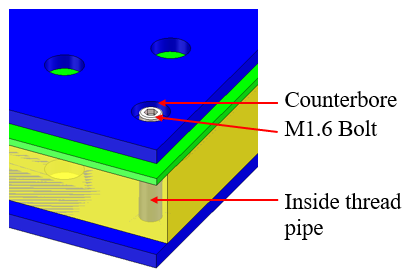 Counterbore
M1.6 Bolt
Inside thread
pipe